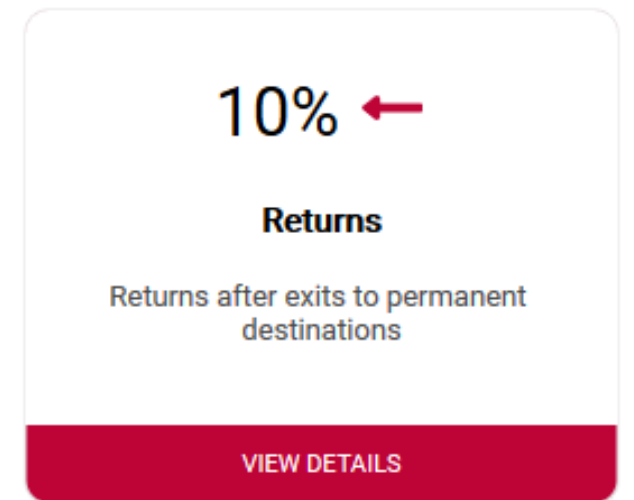 10%
Returns
Returns after exits to permanent
destinations
VIEW DETAILS